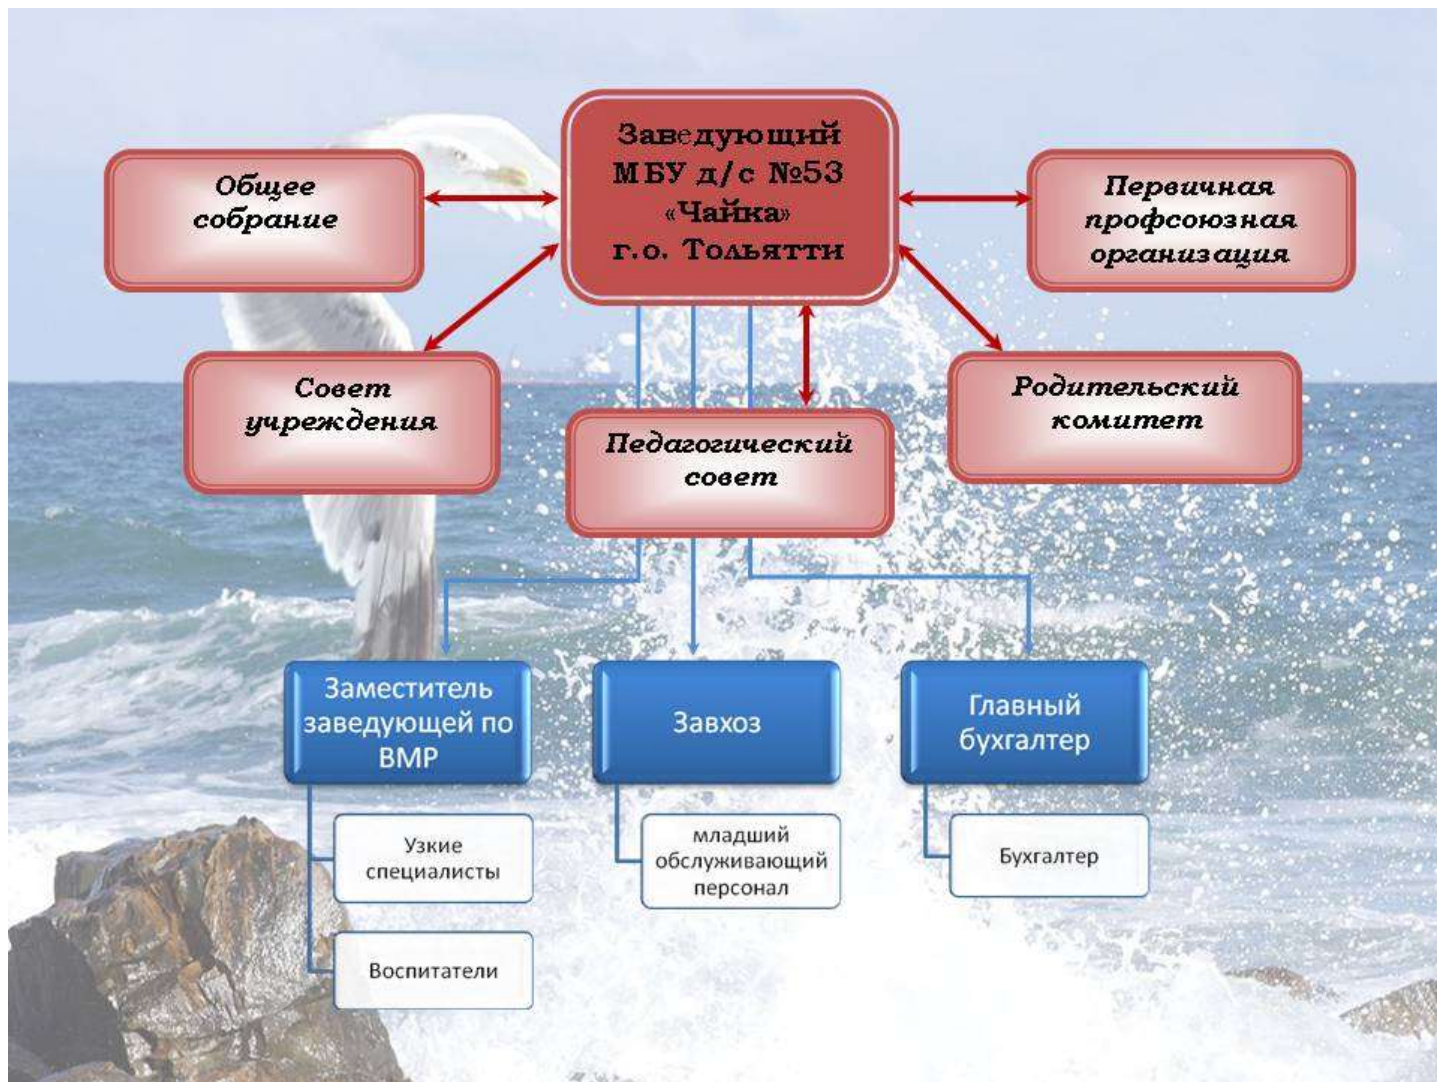 Заведующий
МБУ д/с №53
«Чайка»
г.о. Тольятти
Общее
собрание
Первичная
профсоюзная
организация
Совет
учреждения
Педагогический
совет
Родительский
комитет
Заместитель
заведующей по
ВМР
Завхоз
Главный
бухгалтер
Узкие
специалисты
младший
обслуживающий
персонал
Бухгалтер
Воспитатели